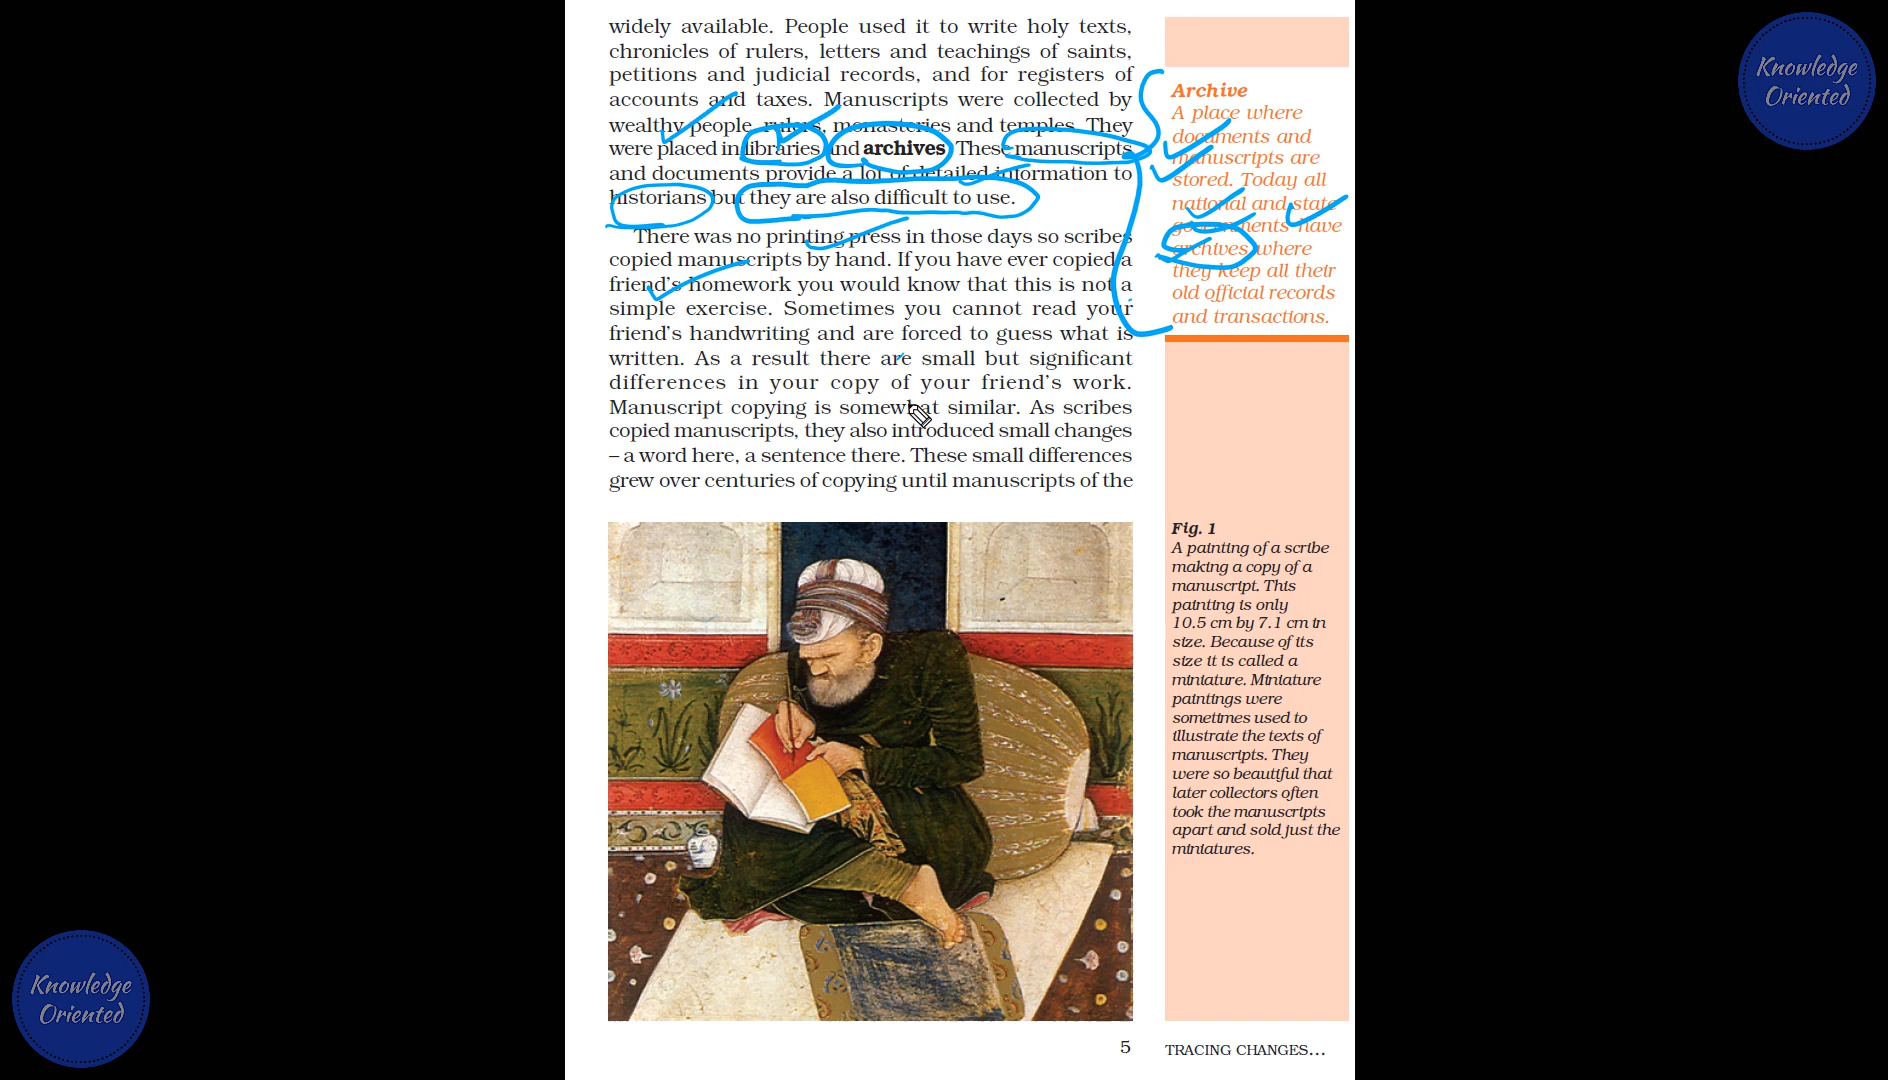 widely available. People used it to write holy texts,
chronicles of rulers, letters and teachings of saints,
petitions and judicial records, and for registers of
accounts and taxes. Manuscripts were collected by
wealthy people, rulers, monasteries and temples. They
were placed in libraries and archives. These manuscripts
and documents provide a lot of detailed information to
historians but they are also difficult to use.
There was no printing press in those days so scribes
copied manuscripts by hand. If you have ever copied a
friend's homework you would know that this is not a
simple exercise. Sometimes you cannot read your
friend's handwriting and are forced to guess what is
written. As a result there are small but significant
differences in your copy of your friend's work.
Manuscript copying is somewhat similar. As scribes
copied manuscripts, they also introduced small changes
– a word here, a sentence there. These small differences
grew over centuries of copying until manuscripts of the
Archive
A place where
documents and
manuscripts are
stored. Today all
national and state
governments have
archives where
they keep all their
old official records
and transactions.
Fig. 1
A painting of a scribe
making a copy of a
manuscript. This
painting is only
10.5 cm by 7.1 cm in
size. Because of its
size it is called a
miniature. Miniature
paintings were
sometimes used to
illustrate the texts of
manuscripts. They
were so beautiful that
later collectors often
took the manuscripts
apart and sold just the
miniatures.
5
TRACING CHANGES...
Knowledge
Oriented
Knowledge
Oriented